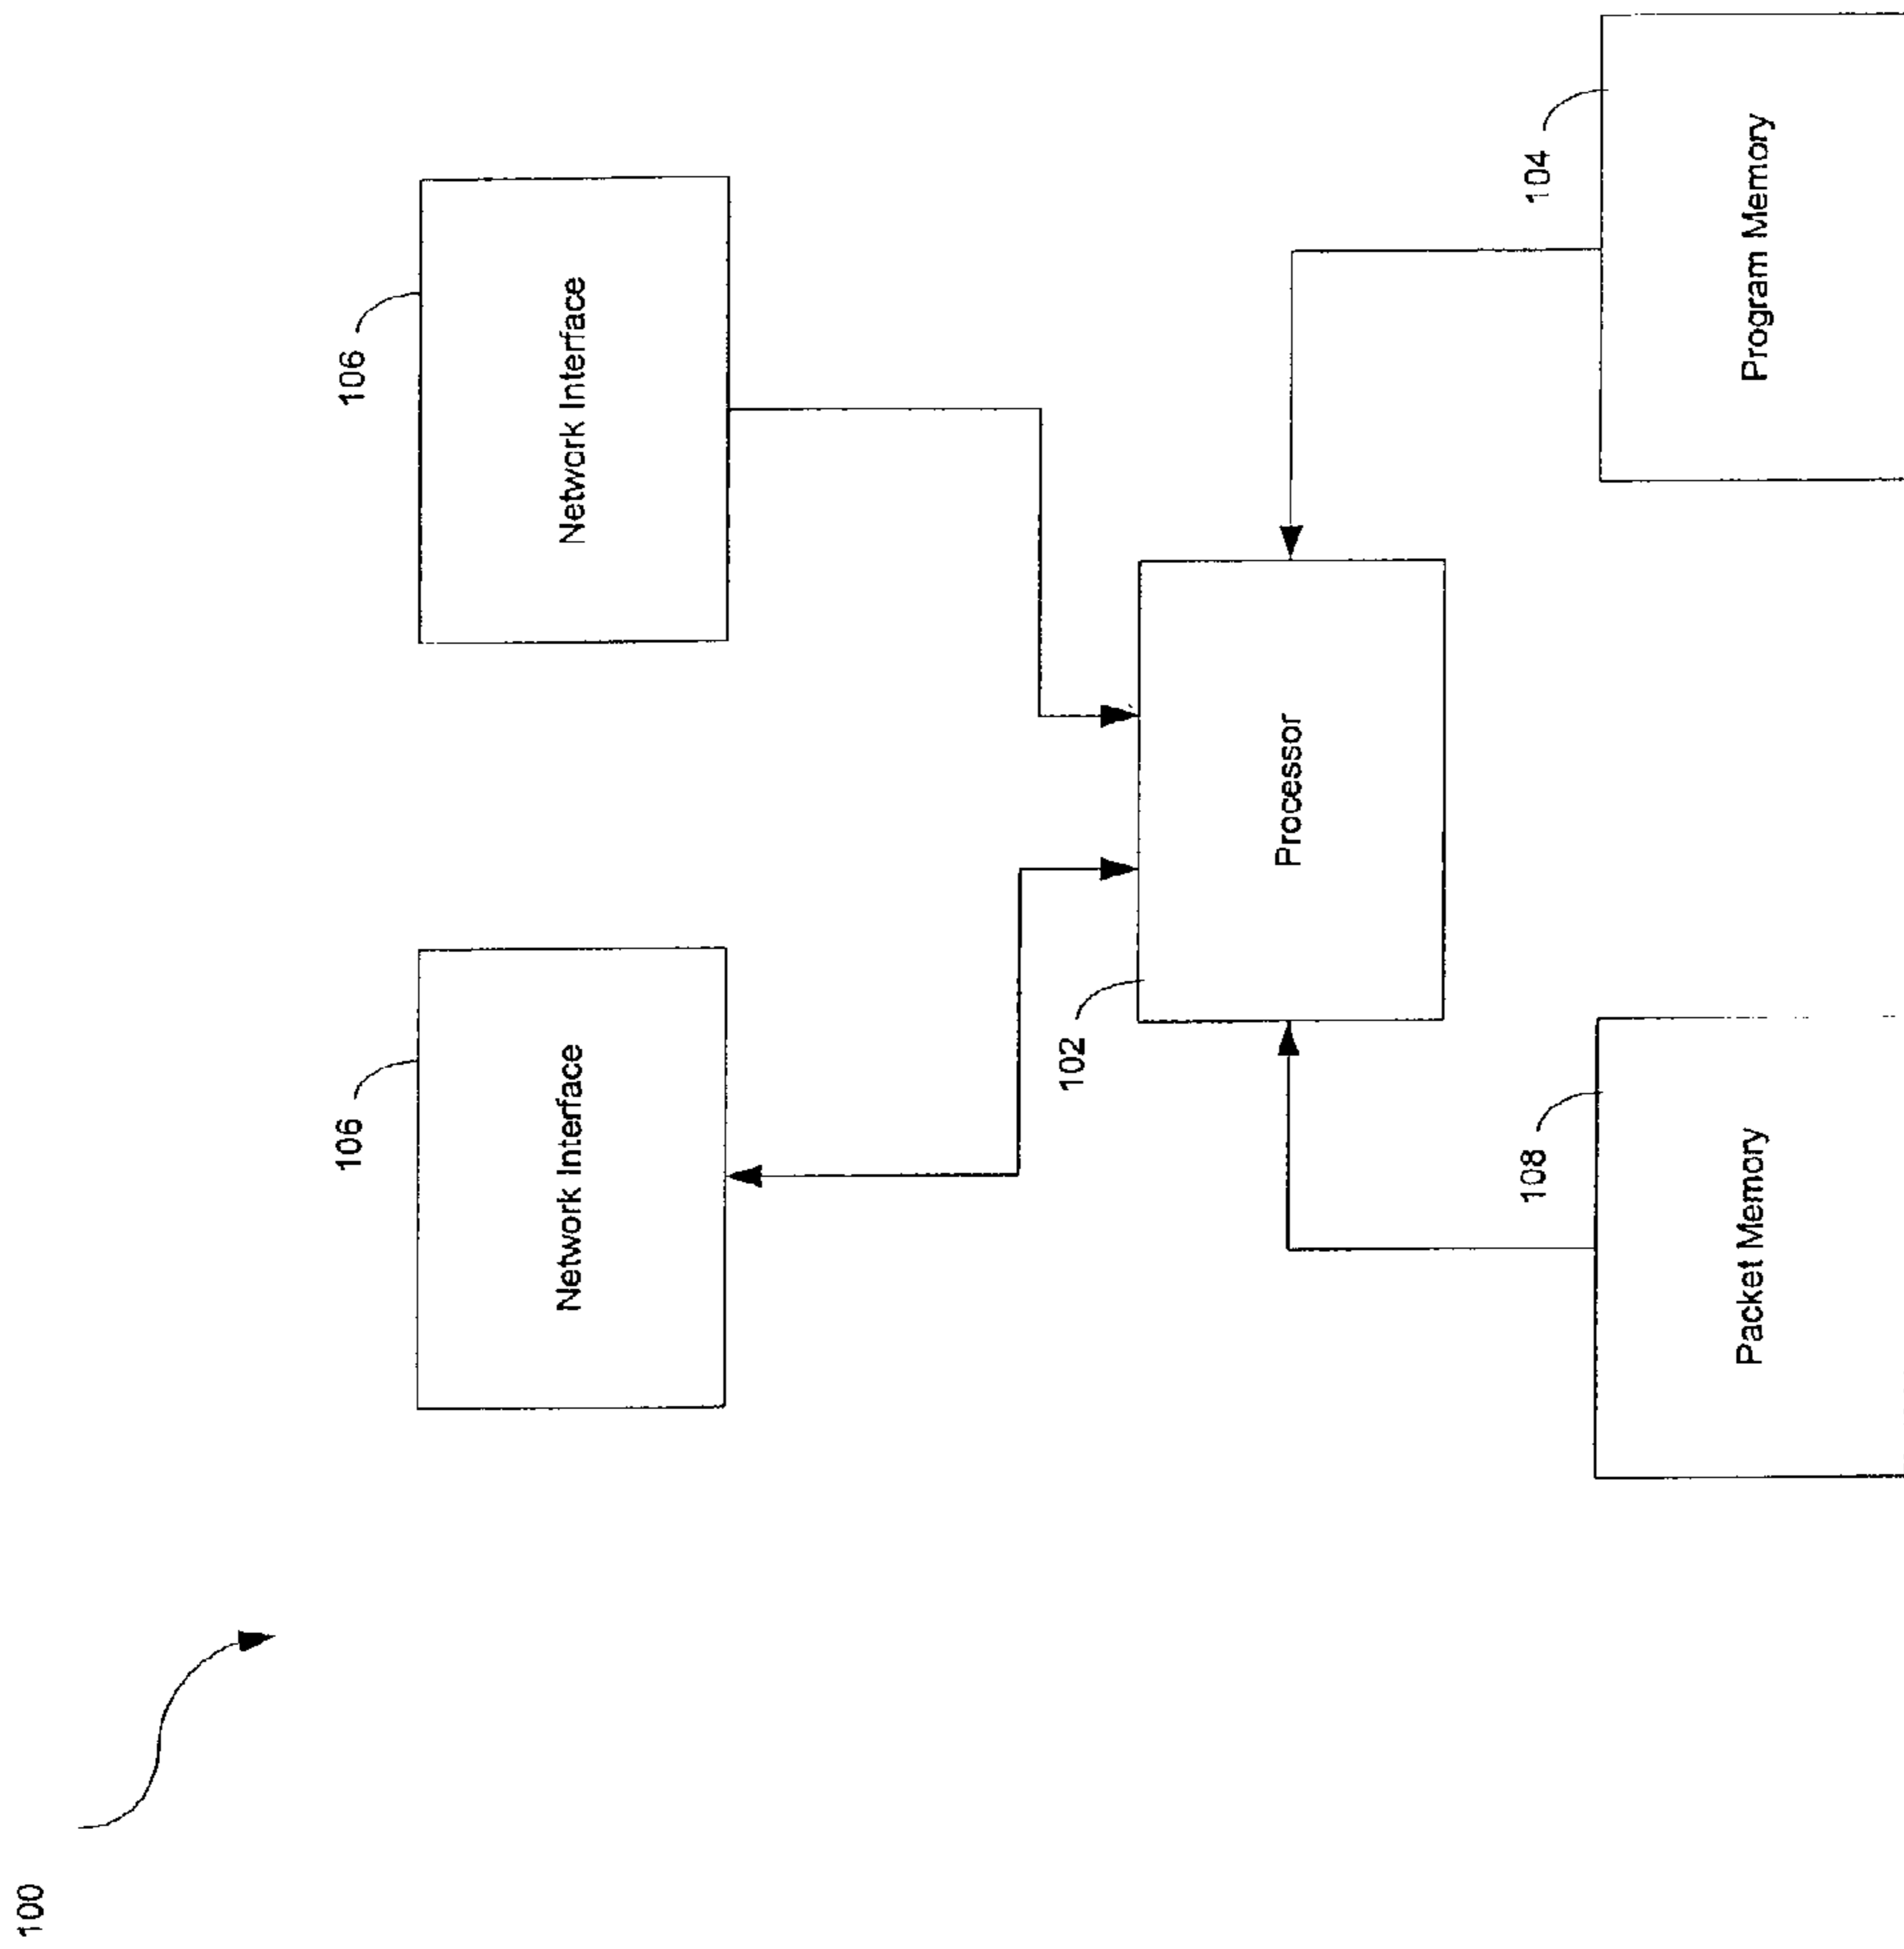 100
106
Network Interface
106
Network Interface
102
Processor
108
Packet Memory
104
Program Memory